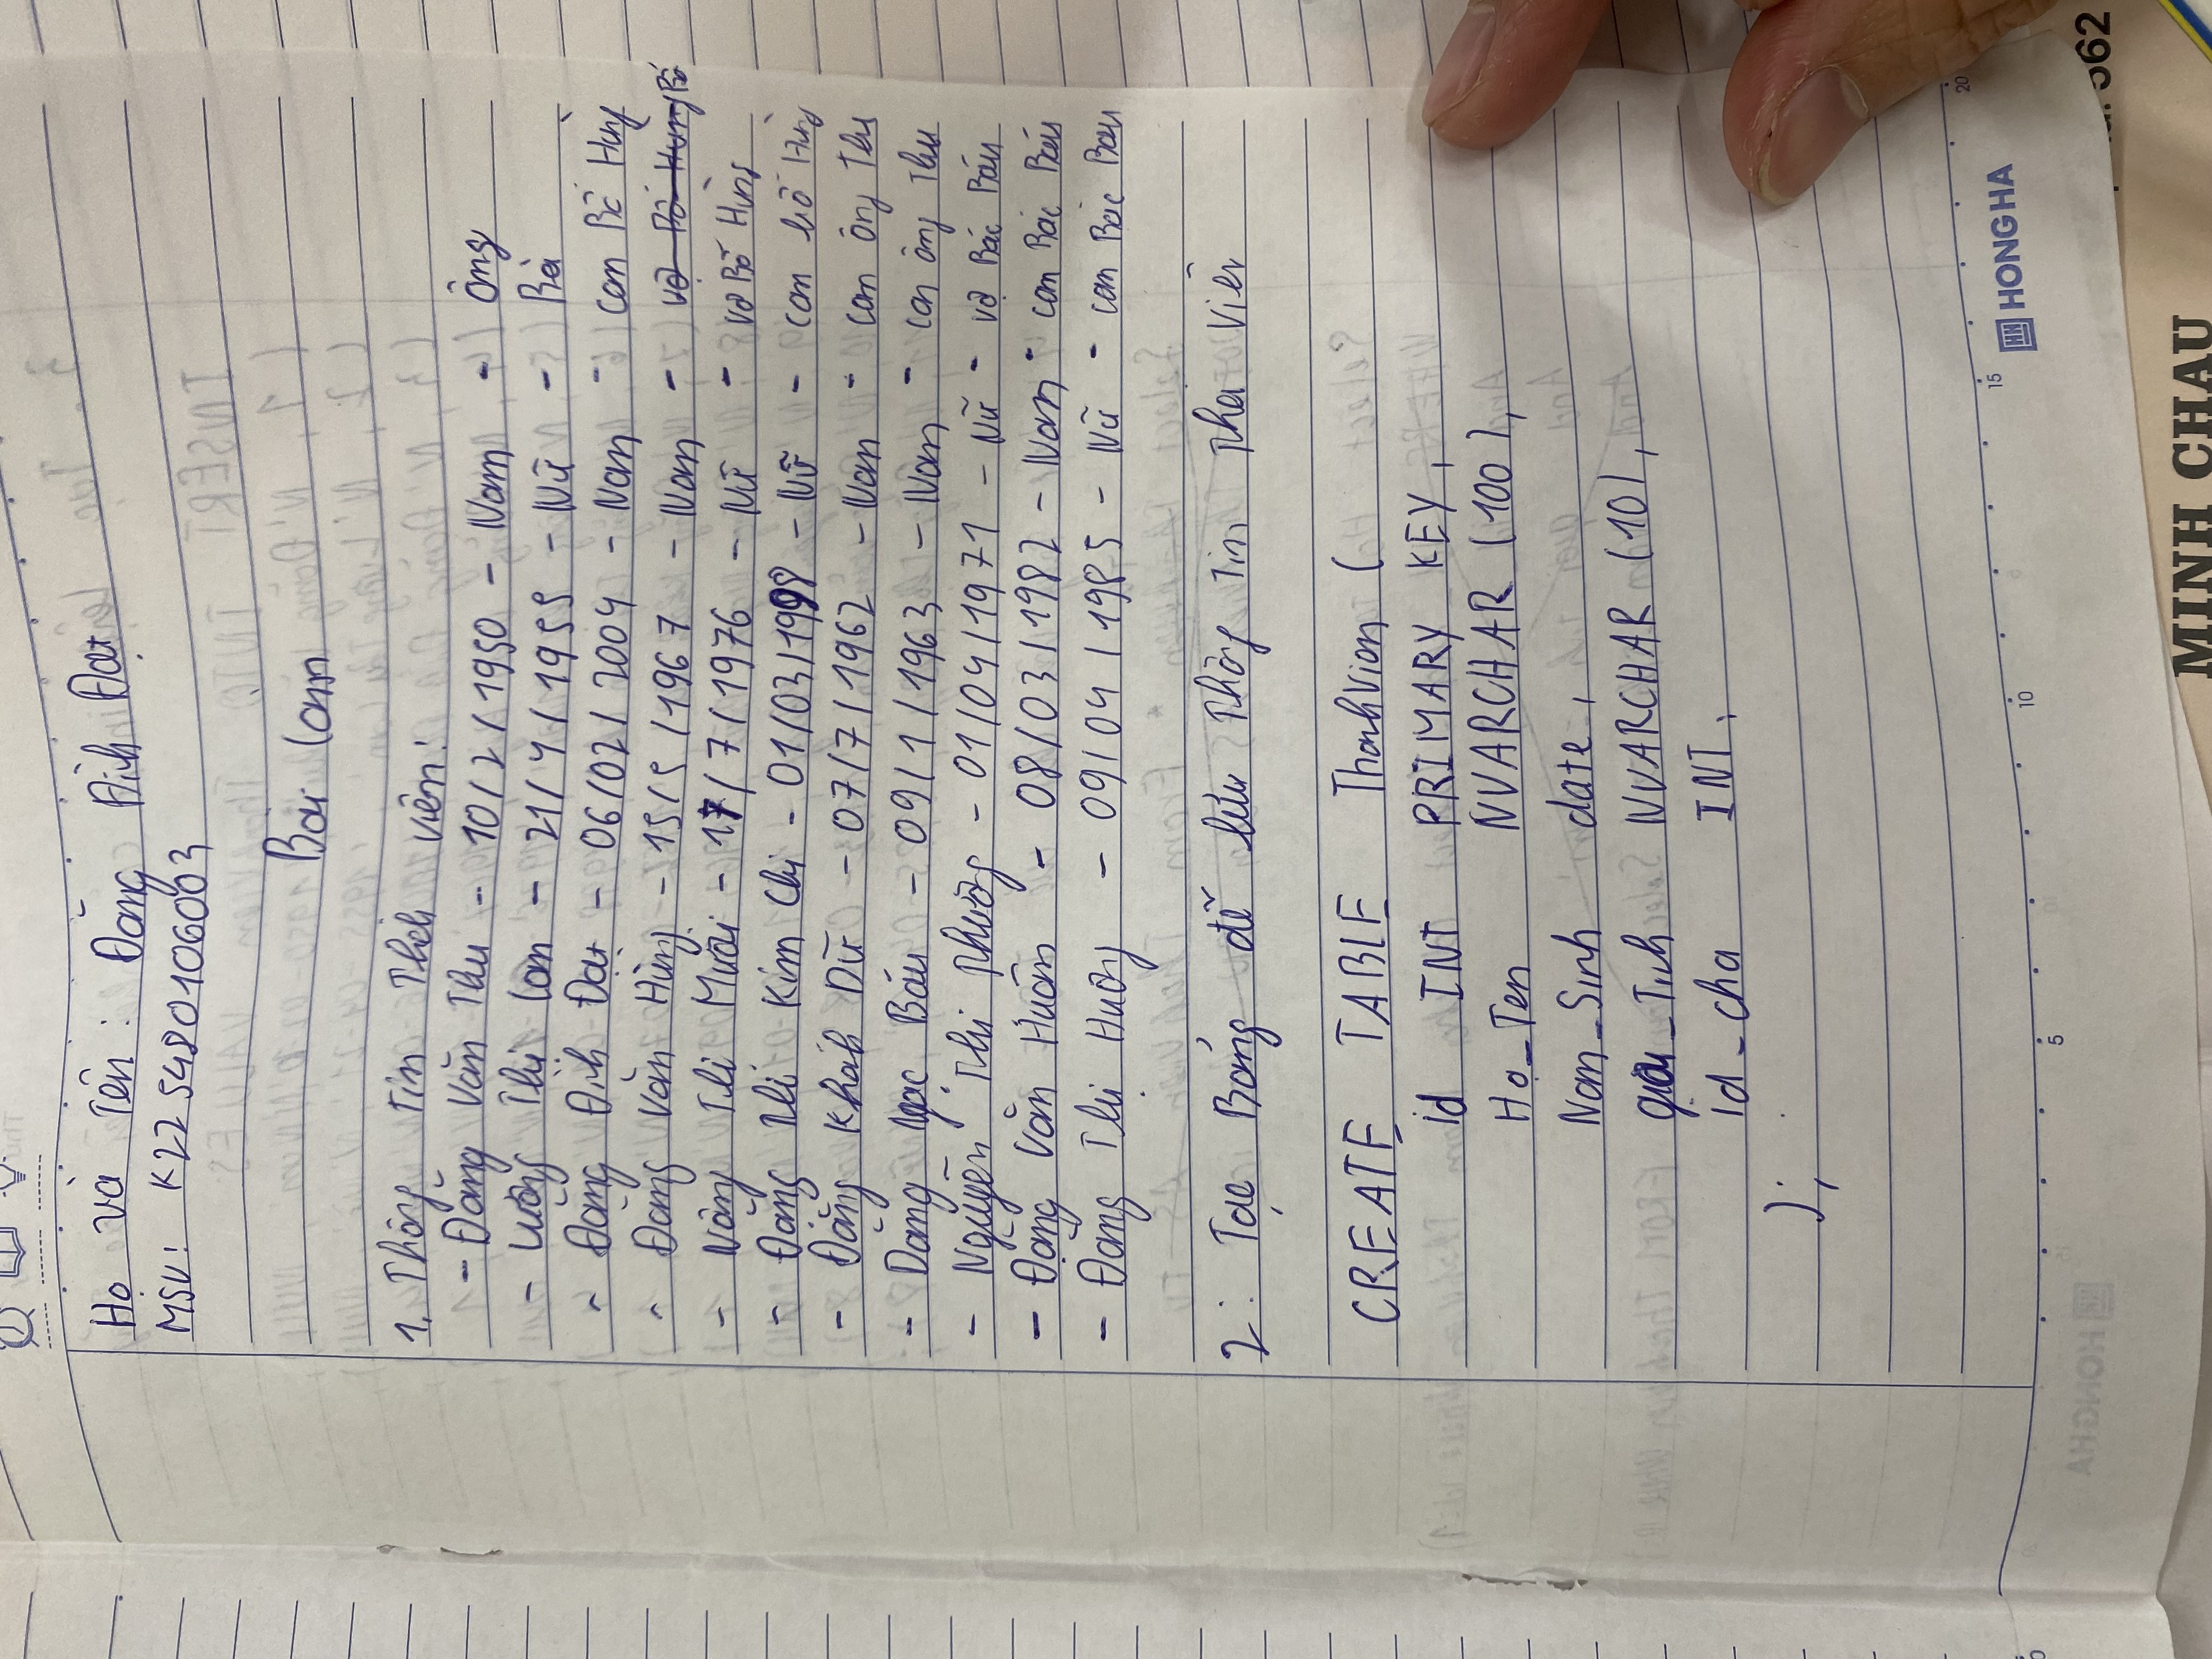 Họ và Tên: Đặng Đình Đạt
MSV: K225480106003
Bài làm
1. Thông tin Thành viên:
- Đặng Văn Thu - 10/2/1950 - Nam - Ông
- Lương Thị Lan - 21/4/1955 - Nữ - Bà
- Đặng Đình Đạt - 06/02/2004 - Nam - con Bố Hùng
- Đặng Văn Hùng - 15/5/1967 - Nam - vợ Bố Hùng Bố
- Nông Thị Mười - 17/7/1976 - Nữ - vợ Bố Hùng
- Đặng Thị Kim Chi - 01/03/1998 - Nữ - con bố Hùng
- Đặng Khánh Dư - 07/7/1962 - Nam - con ông Thu
- Dang Ngọc Báu - 09/1/1963 - Nam - con ông Thu
- Nguyễn Thị Phương - 01/04/1971 - Nữ - vợ Bác Báu
- Đặng Văn Huân - 08/03/1982 - Nam - con Bác Báu
- Đặng Thị Hương - 09/04/1985 - Nữ - con Bác Báu
2: Tạo Bảng để lưu Thông Tin Thành Viên
CREATE TABLE ThanhVien (
id INT PRIMARY KEY,
Ho_Ten NVARCHAR (100),
Nam_Sinh date,
gioi_Tinh NVARCHAR (10),
Id_cha INT,
);
5 10 15 20
HONGHA
HONGHA
MINH CHAU
562